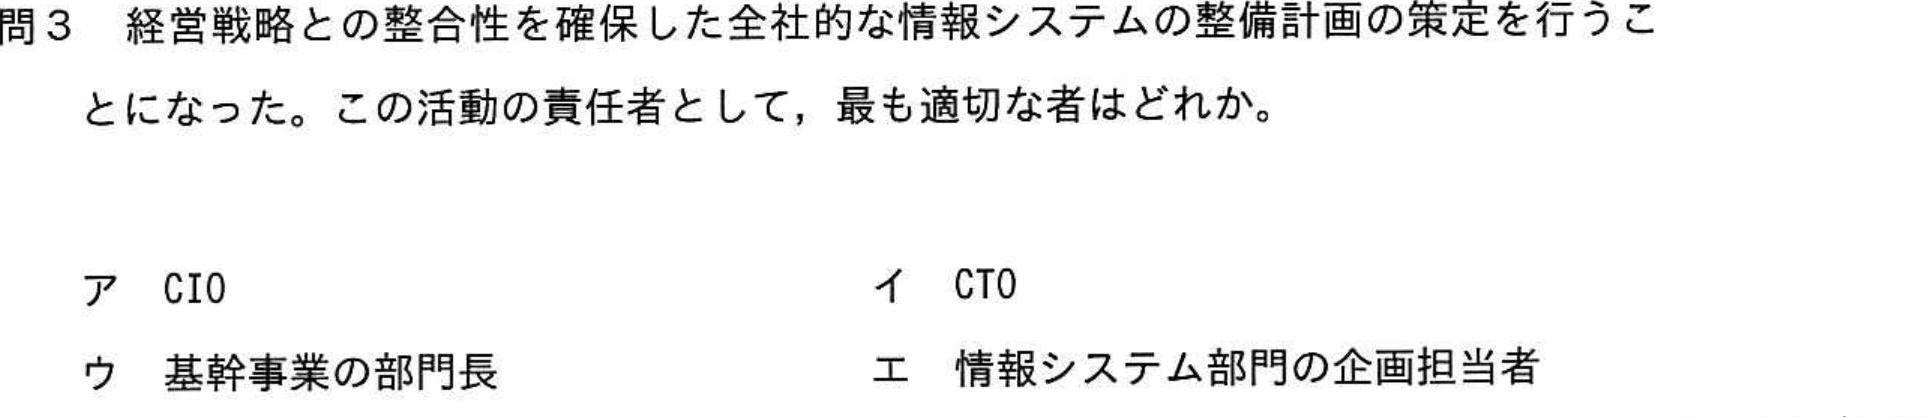 問3 経営戦略との整合性を確保した全社的な情報システムの整備計画の策定を行うこ
とになった。この活動の責任者として，最も適切な者はどれか。
ア CIO
イ CTO
ウ 基幹事業の部門長
エ 情報システム部門の企画担当者